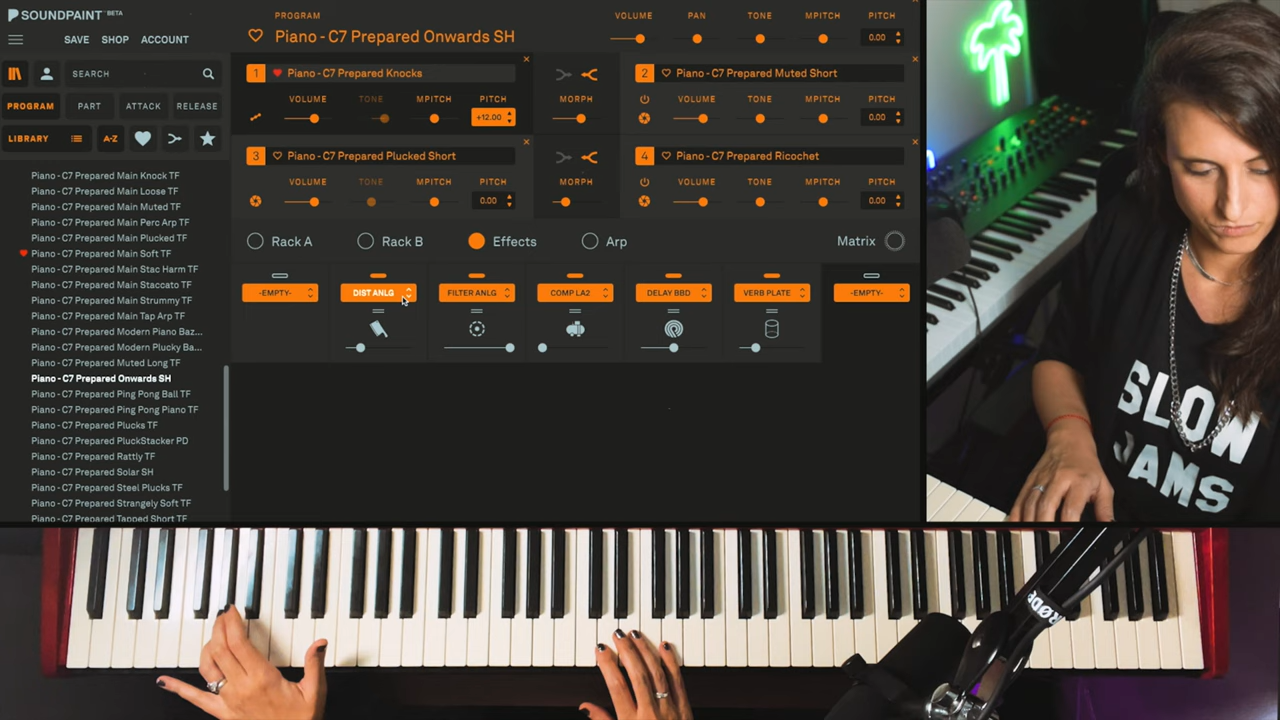 SOUNDPAINT BETA
SAVE SHOP ACCOUNT
SEARCH
PROGRAM PART ATTACK RELEASE
LIBRARY A-Z
Piano - C7 Prepared Main Knock TF
Piano - C7 Prepared Main Loose TF
Piano - C7 Prepared Main Muted TF
Piano - C7 Prepared Main Perc Arp TF
Piano - C7 Prepared Main Plucked TF
Piano - C7 Prepared Main Soft TF
Piano - C7 Prepared Main Stac Harm TF
Piano - C7 Prepared Main Staccato TF
Piano - C7 Prepared Main Strummy TF
Piano - C7 Prepared Main Tap Arp TF
Piano - C7 Prepared Modern Piano Baz...
Piano - C7 Prepared Modern Plucky Ba...
Piano - C7 Prepared Muted Long TF
Piano - C7 Prepared Onwards SH
Piano - C7 Prepared Ping Pong Ball TF
Piano - C7 Prepared Ping Pong Piano TF
Piano - C7 Prepared Plucks TF
Piano - C7 Prepared PluckStacker PD
Piano - C7 Prepared Rattly TF
Piano - C7 Prepared Solar SH
Piano - C7 Prepared Steel Plucks TF
Piano - C7 Prepared Strangely Soft TF
Piano - C7 Prepared Tapped Short TF
PROGRAM
Piano - C7 Prepared Onwards SH
VOLUME PAN TONE MPITCH PITCH
0.00
1 Piano - C7 Prepared Knocks
VOLUME TONE MPITCH PITCH
+12.00
MORPH
2 Piano - C7 Prepared Muted Short
VOLUME TONE MPITCH PITCH
0.00
3 Piano - C7 Prepared Plucked Short
VOLUME TONE MPITCH PITCH
0.00
MORPH
4 Piano - C7 Prepared Ricochet
VOLUME TONE MPITCH PITCH
0.00
Rack A Rack B Effects Arp Matrix
-EMPTY- DIST ANLG FILTER ANLG COMP LA2 DELAY BBD VERB PLATE -EMPTY-
SLOW
JAMS
RØDE